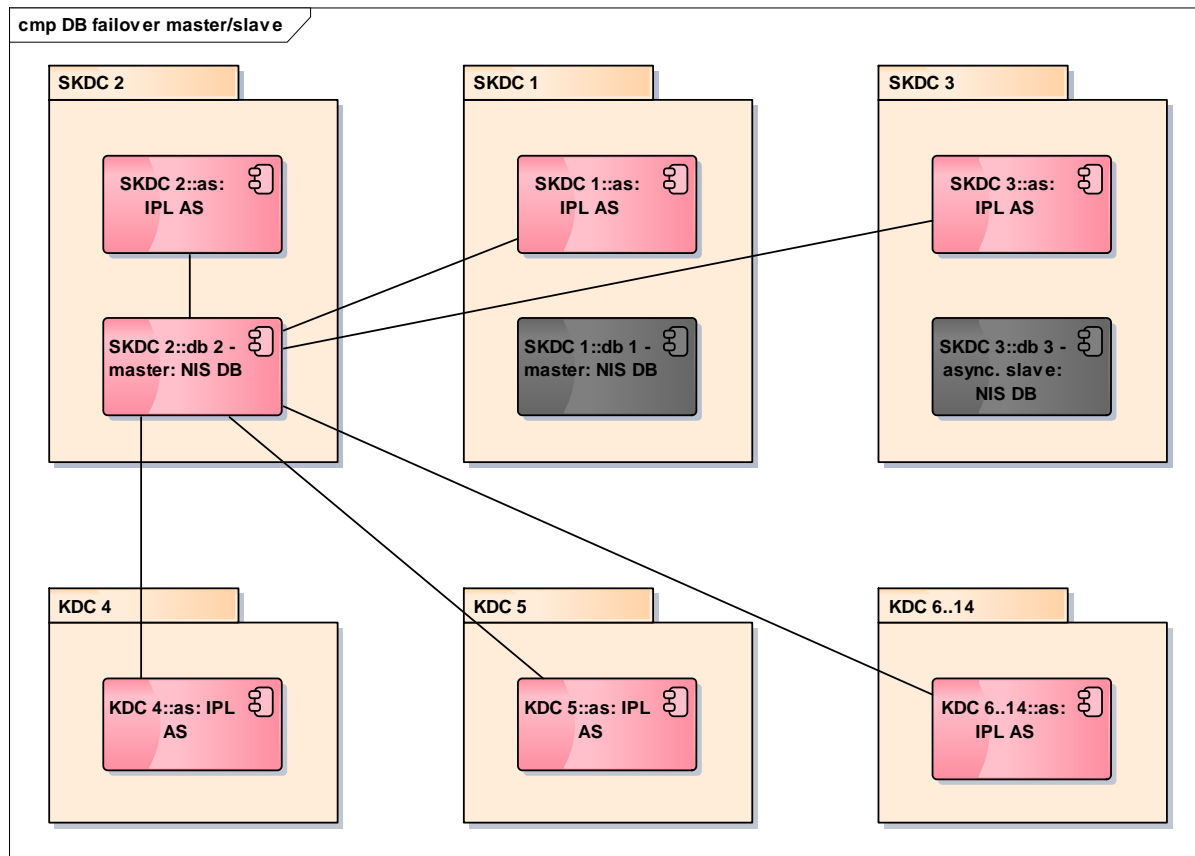 cmp DB failover master/slave
SKDC 2
SKDC 1
SKDC 3
SKDC 2::as:
IPL AS
SKDC 1::as:
IPL AS
SKDC 3::as:
IPL AS
SKDC 2::db 2 -
master: NIS DB
SKDC 1::db 1 -
master: NIS DB
SKDC 3::db 3 -
async. slave:
NIS DB
KDC 4
KDC 5
KDC 6..14
KDC 4::as: IPL
AS
KDC 5::as: IPL
AS
KDC 6..14::as:
IPL AS